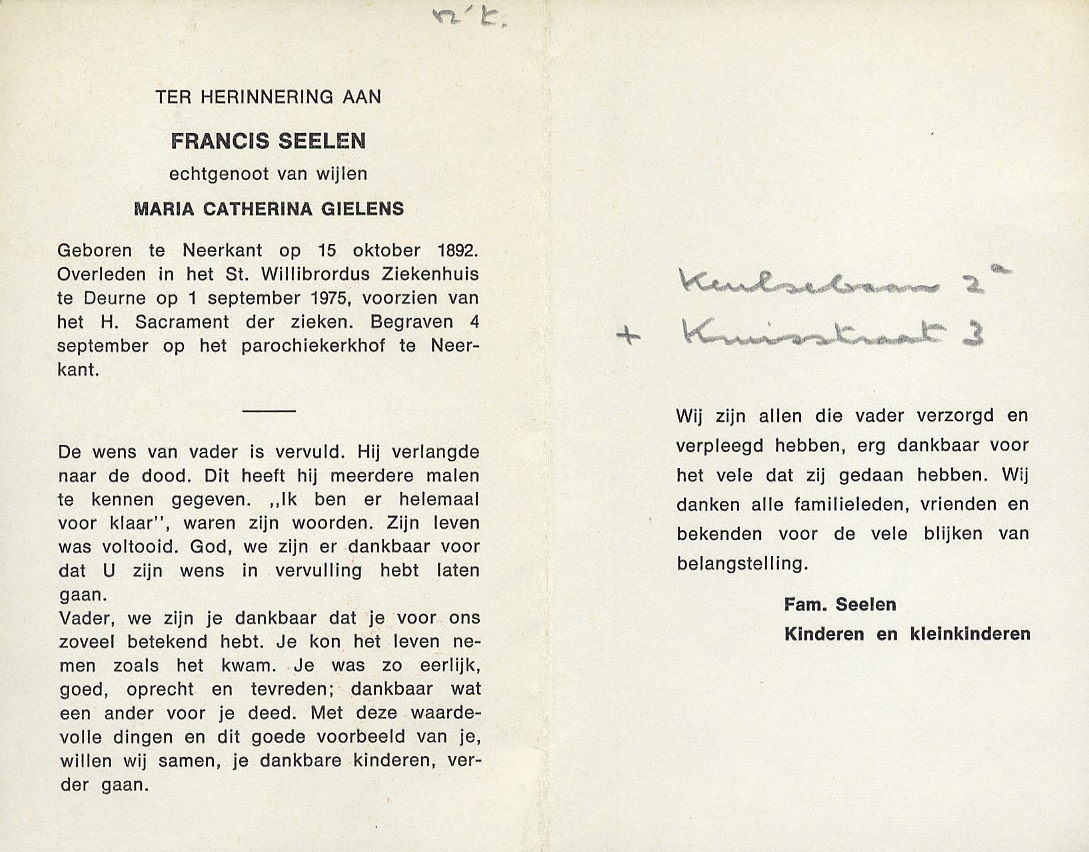 N'K.
TER HERINNERING AAN
FRANCIS SEELEN
echtgenoot van wijlen
MARIA CATHERINA GIELENS
Geboren te Neerkant op 15 oktober 1892.
Overleden in het St. Willibrordus Ziekenhuis
te Deurne op 1 september 1975, voorzien van
het H. Sacrament der zieken. Begraven 4
september op het parochiekerkhof te Neer-
kant.
De wens van vader is vervuld. Hij verlangde
naar de dood. Dit heeft hij meerdere malen
te kennen gegeven. ,,Ik ben er helemaal
voor klaar'', waren zijn woorden. Zijn leven
was voltooid. God, we zijn er dankbaar voor
dat U zijn wens in vervulling hebt laten
gaan.
Vader, we zijn je dankbaar dat je voor ons
zoveel betekend hebt. Je kon het leven ne-
men zoals het kwam. Je was zo eerlijk,
goed, oprecht en tevreden; dankbaar wat
een ander voor je deed. Met deze waarde-
volle dingen en dit goede voorbeeld van je,
willen wij samen, je dankbare kinderen, ver-
der gaan.
Keulsebaan 2a
+ Kruisstraat 3
Wij zijn allen die vader verzorgd en
verpleegd hebben, erg dankbaar voor
het vele dat zij gedaan hebben. Wij
danken alle familieleden, vrienden en
bekenden voor de vele blijken van
belangstelling.
Fam. Seelen
Kinderen en kleinkinderen